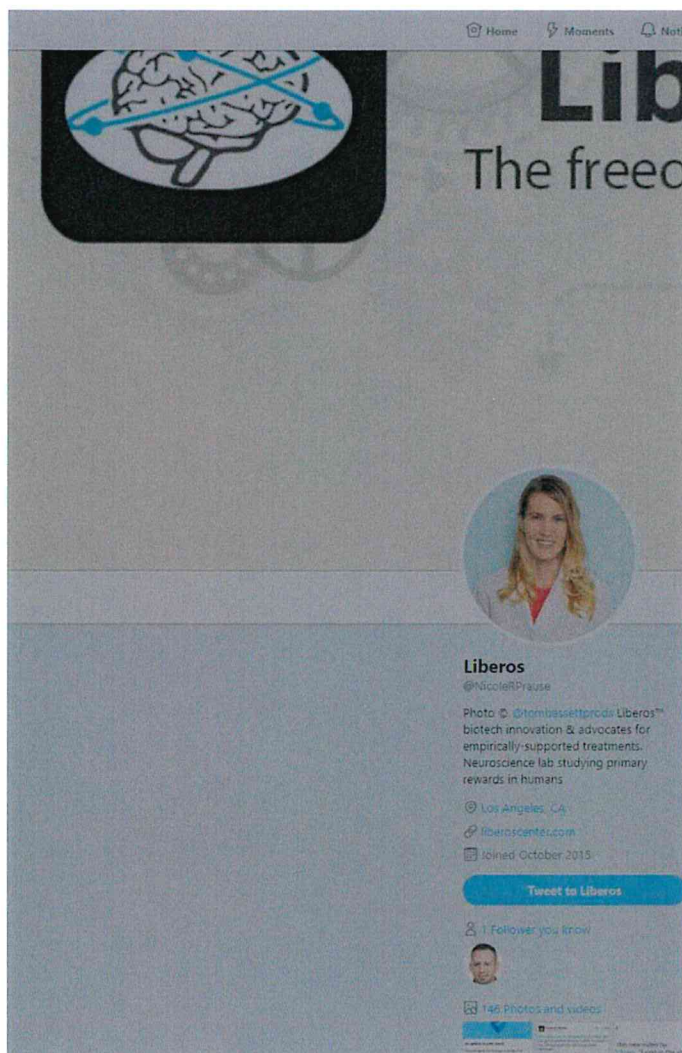 Home Moments Noti
Lib
The freed
Liberos
@NicoleRPrause
Photo © @tombassettprods Liberos™
biotech innovation & advocates for
empirically-supported treatments.
Neuroscience lab studying primary
rewards in humans
Los Angeles, CA
liberoscenter.com
Joined October 2015
Tweet to Liberos
1 Follower you know
146 Photos and videos